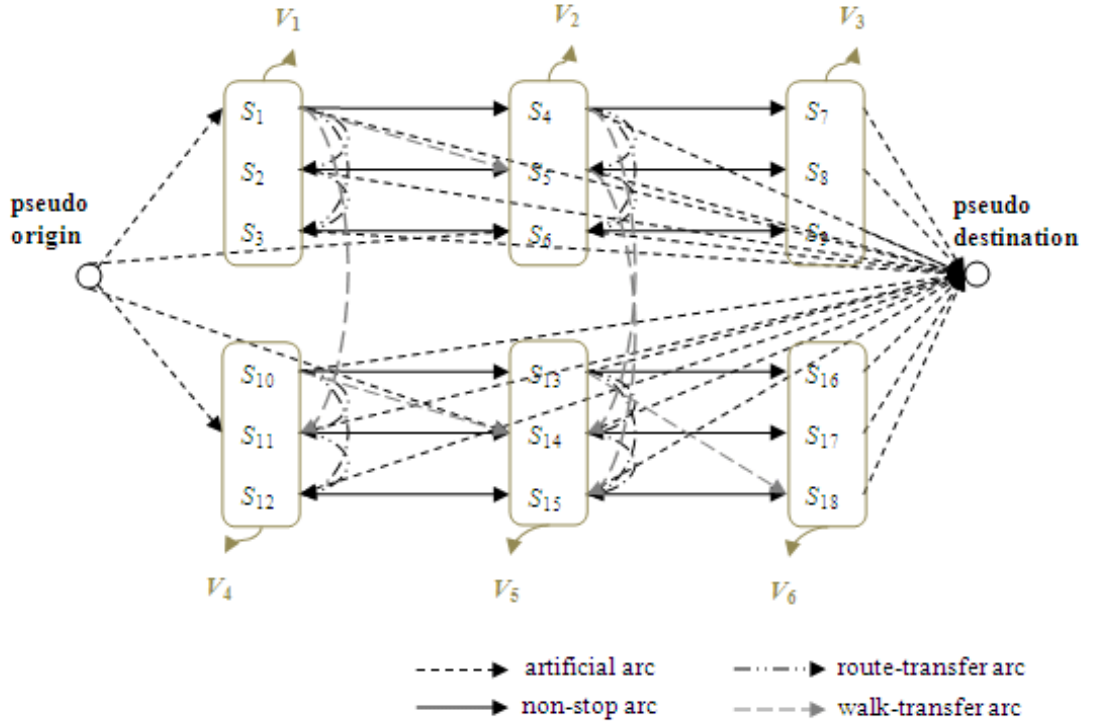 V1
V2
V3
S1
S4
S7
S2
S5
S8
pseudo
origin
S3
S6
S9
pseudo
destination
S10
S13
S16
S11
S14
S17
S12
S15
S18
V4
V5
V6
artificial arc
route-transfer arc
non-stop arc
walk-transfer arc